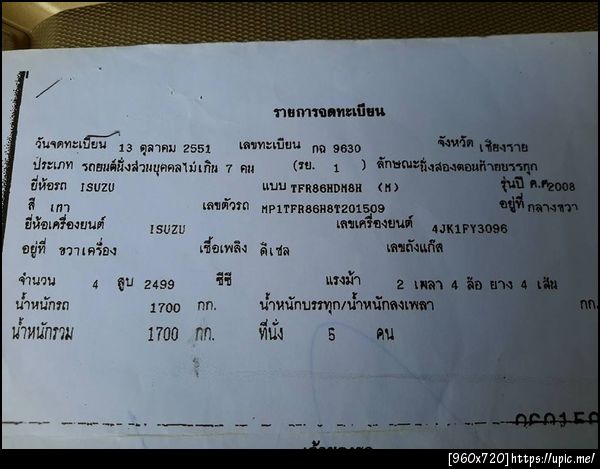 รายการจดทะเบียน
วันจดทะเบียน 13 ตุลาคม 2551 เลขทะเบียน กฉ 9630 จังหวัด เชียงราย
ประเภท รถยนต์นั่งส่วนบุคคลไม่เกิน 7 คน (รย. 1 ) ลักษณะ นั่งสองตอนท้ายบรรทุก
ยี่ห้อรถ ISUZU แบบ TFR86HDM8H (M) รุ่นปี ค.ศ 2008
สี เทา เลขตัวรถ MP1TFR86H8T201509 อยู่ที่ กลางขวา
ยี่ห้อเครื่องยนต์ ISUZU เลขเครื่องยนต์ 4JK1FY3096
อยู่ที่ ขวาเครื่อง เชื้อเพลิง ดีเซล เลขถังแก๊ส
จำนวน 4 สูบ 2499 ซีซี แรงม้า 2 เพลา 4 ล้อ ยาง 4 เส้น
น้ำหนักรถ 1700 กก. น้ำหนักบรรทุก/น้ำหนักลงเพลา กก.
น้ำหนักรวม 1700 กก. ที่นั่ง 5 คน
[960x720]https://upic.me/